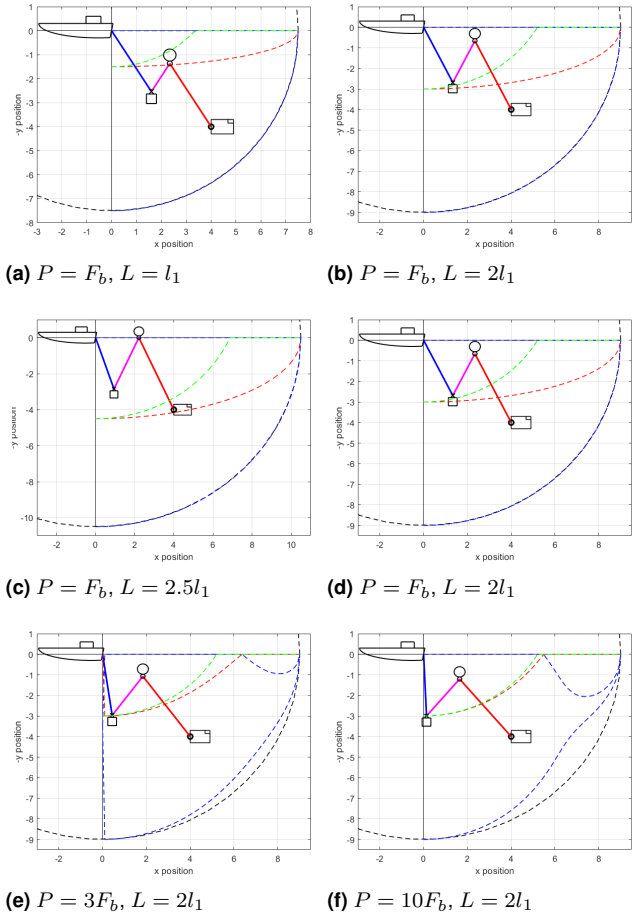 1
0
-1
-2
-3
-4
-5
-6
-7
-8
-y position
-3 -2 -1 0 1 2 3 4 5 6 7 8
x position
(a) P = F_b, L = l_1
1
0
-1
-2
-3
-4
-5
-6
-7
-8
-9
-y position
-2 0 2 4 6 8
x position
(b) P = F_b, L = 2l_1
0
-2
-4
-6
-8
-10
-y position
-2 0 2 4 6 8 10
x position
(c) P = F_b, L = 2.5l_1
1
0
-1
-2
-3
-4
-5
-6
-7
-8
-9
-y position
-2 0 2 4 6 8
x position
(d) P = F_b, L = 2l_1
1
0
-1
-2
-3
-4
-5
-6
-7
-8
-9
-y position
-2 0 2 4 6 8
x position
(e) P = 3F_b, L = 2l_1
1
0
-1
-2
-3
-4
-5
-6
-7
-8
-9
-y position
-2 0 2 4 6 8
x position
(f) P = 10F_b, L = 2l_1